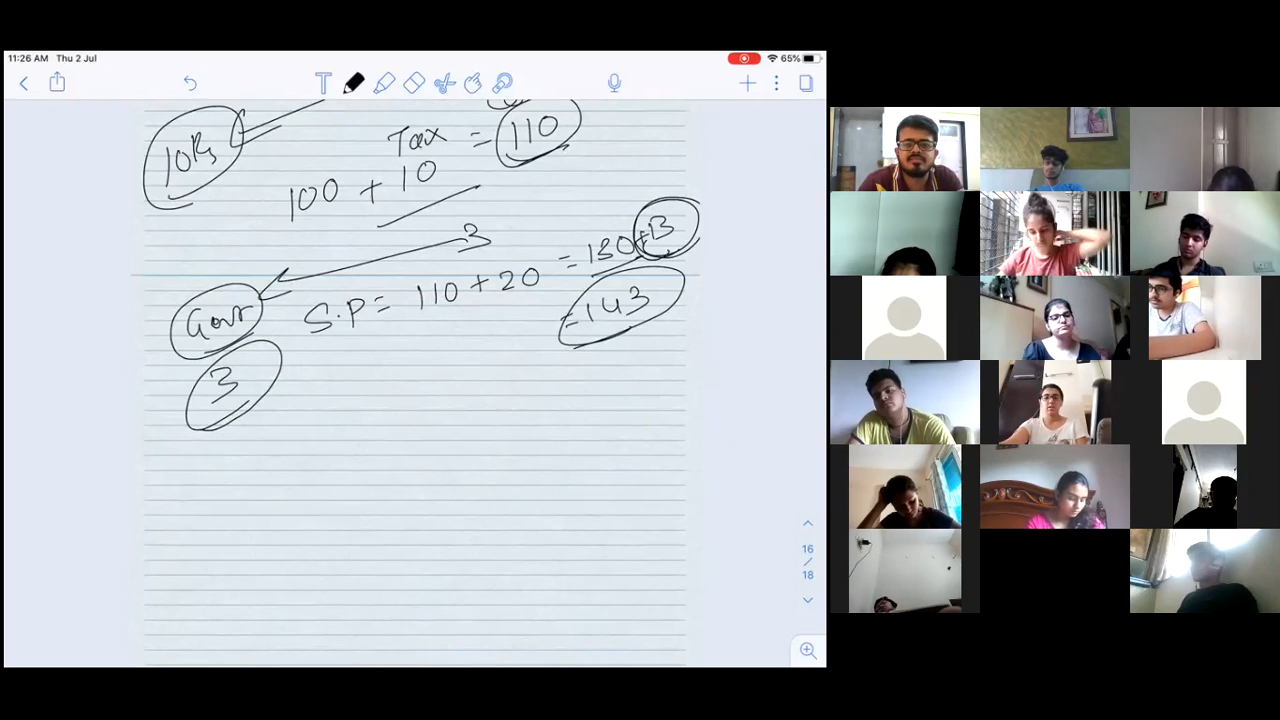 11:26 AM Thu 2 Jul
65%
10Rs
Tax = 110
100 + 10
3
S.P = 110 + 20 = 130 + 13
= 143
Govt
3
16
/
18